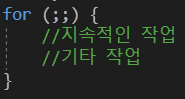 for (;;) {
//지속적인 작업
//기타 작업
}